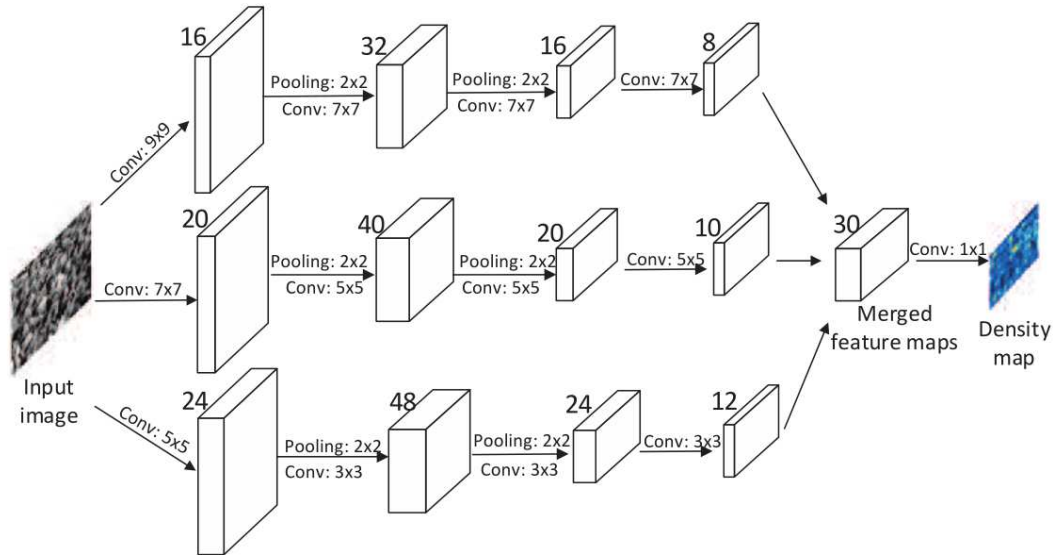 16
32
16
8
Pooling: 2x2
Conv: 7x7
Pooling: 2x2
Conv: 7x7
Conv: 7x7
Conv: 9x9
20
40
20
10
30
Conv: 7x7
Pooling: 2x2
Conv: 5x5
Pooling: 2x2
Conv: 5x5
Conv: 5x5
Conv: 1x1
Merged
feature maps
Density
map
Input
image
Conv: 5x5
24
48
24
12
Pooling: 2x2
Conv: 3x3
Pooling: 2x2
Conv: 3x3
Conv: 3x3